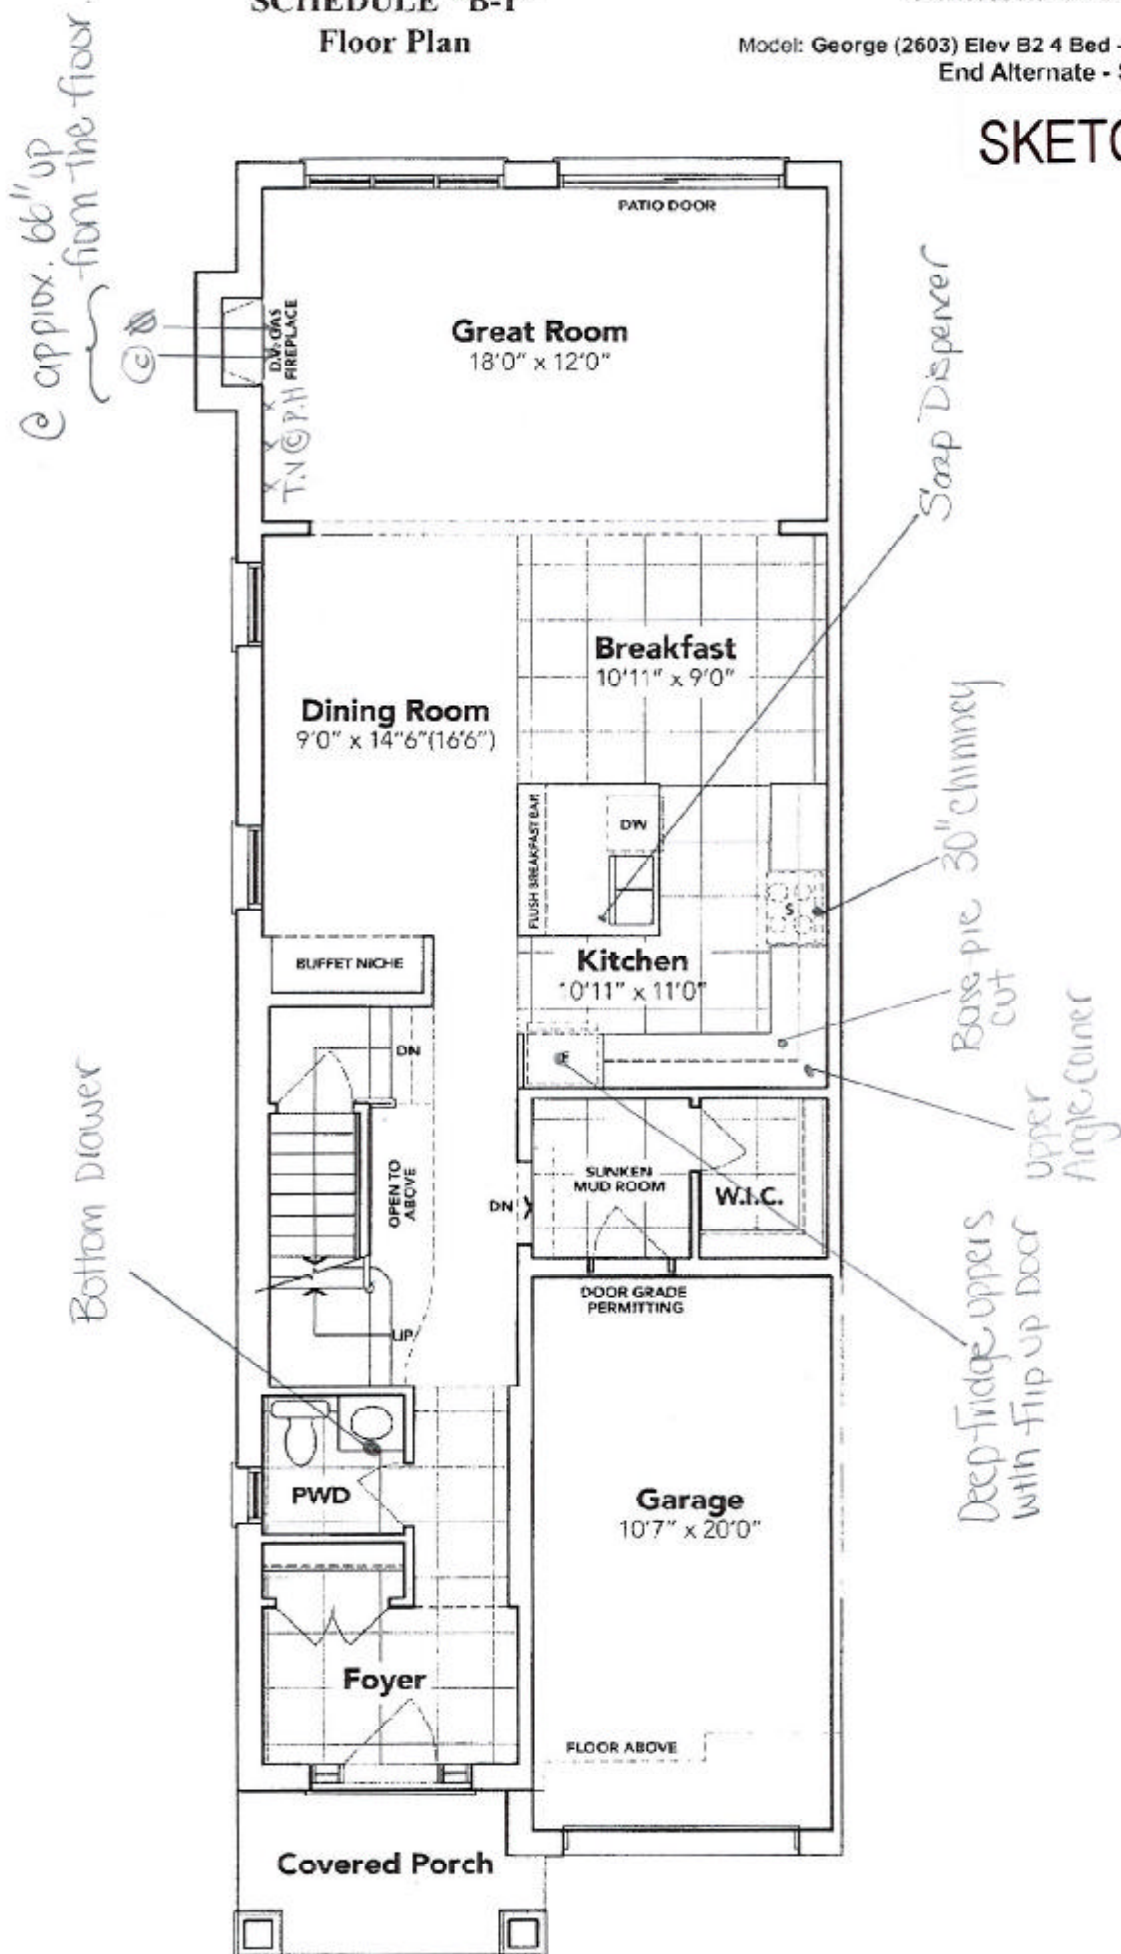 SCHEDULE "B-1"
Floor Plan
Model: George (2603) Elev B2 4 Bed -
End Alternate -
SKETC
@ approx. 66" up
from the floor.
C
PATIO DOOR
D.V. GAS
FIREPLACE
Great Room
18'0" x 12'0"
T.V © P.H
Soap Dispencer
Breakfast
10'11" x 9'0"
Dining Room
9'0" x 14"6"(16'6")
FLUSH BREAKFAST BAR
DW
S
30" chimney
BUFFET NICHE
Kitchen
10'11" x 11'0"
Base pie
cut
F
DN
Upper
Angle Corner
Bottom Drawer
OPEN TO
ABOVE
SUNKEN
MUD ROOM
W.I.C.
DN
DOOR GRADE
PERMITTING
Deep Fridge uppers
with Flip up Door
UP
PWD
Garage
10'7" x 20'0"
Foyer
FLOOR ABOVE
Covered Porch